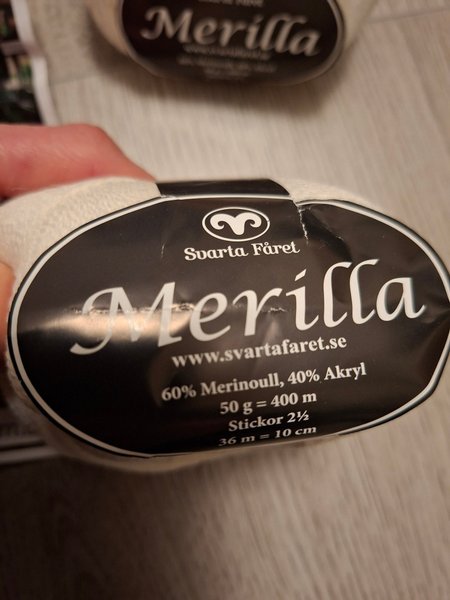 Merilla
Svarta Fåret
Merilla
www.svartafaret.se
60% Merinoull, 40% Akryl
50 g = 400 m
Stickor 2½
36 m = 10 cm